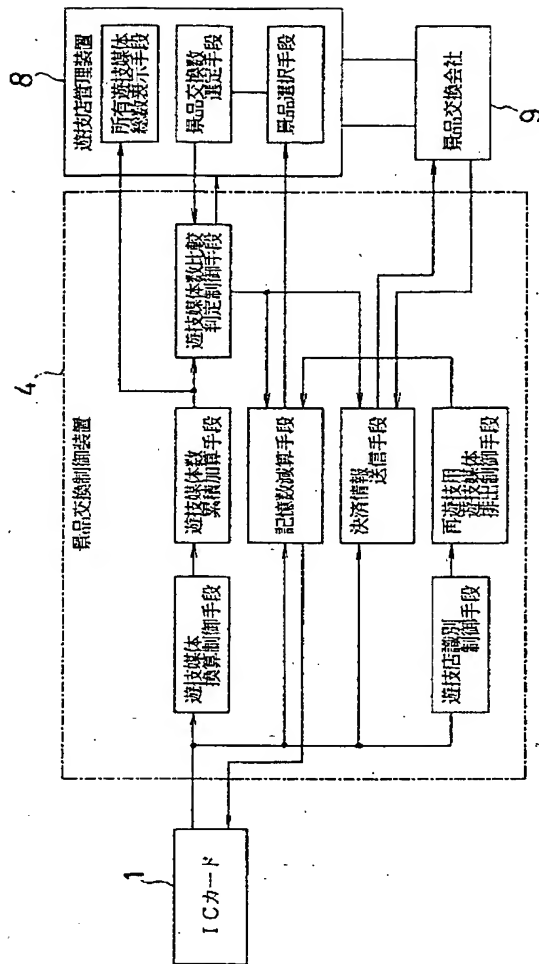 1
ICカード
4
景品交換制御装置
遊技媒体
換算制御手段
遊技媒体数
累積加算手段
遊技媒体数比較
判定制御手段
記憶数減算手段
決済情報
送信手段
遊技店識別
制御手段
再遊技用
遊技媒体
排出制御手段
8
遊技店管理装置
所有遊技媒体
総数表示手段
景品交換数
選定手段
景品選択手段
景品交換会社
9